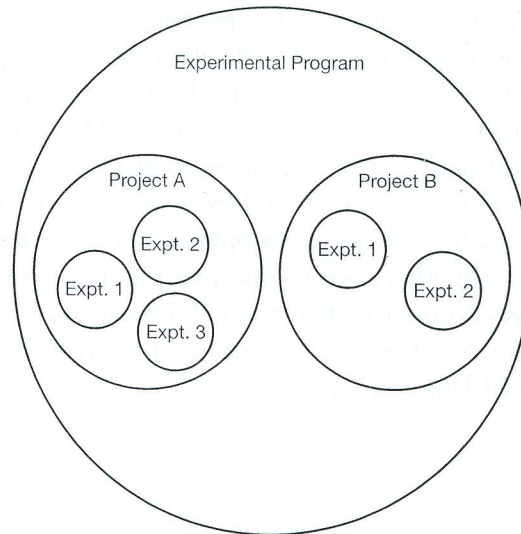 Experimental Program
Project A
Expt. 2
Expt. 1
Expt. 3
Project B
Expt. 1
Expt. 2